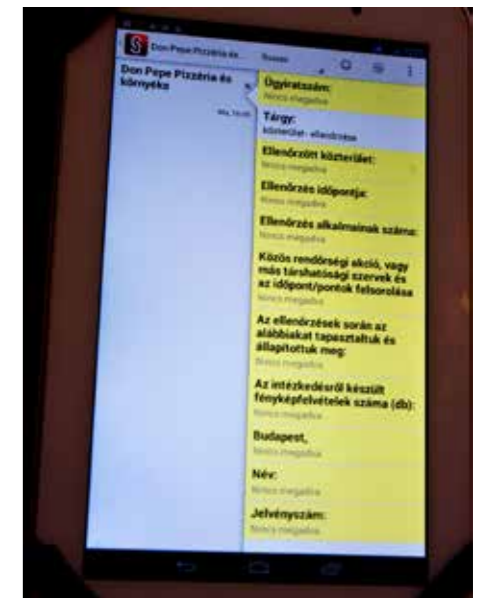 Don Pepe Pizzéria és...
Don Pepe Pizzéria és
környéke
Ügyiratszám:
Nincs megadva
Tárgy:
közterület- ellenőrzése
Ellenőrzött közterület:
Nincs megadva
Ellenőrzés időpontja:
Nincs megadva
Ellenőrzés alkalmainak száma:
Nincs megadva
Közös rendőrségi akció, vagy
más társhatósági szervek és
az időpont/pontok felsorolása
Nincs megadva
Az ellenőrzések során az
alábbiakat tapasztaltuk és
állapítottuk meg:
Nincs megadva
Az intézkedésről készült
fényképfelvételek száma (db):
Nincs megadva
Budapest,
Nincs megadva
Név:
Nincs megadva
Jelvényszám:
Nincs megadva